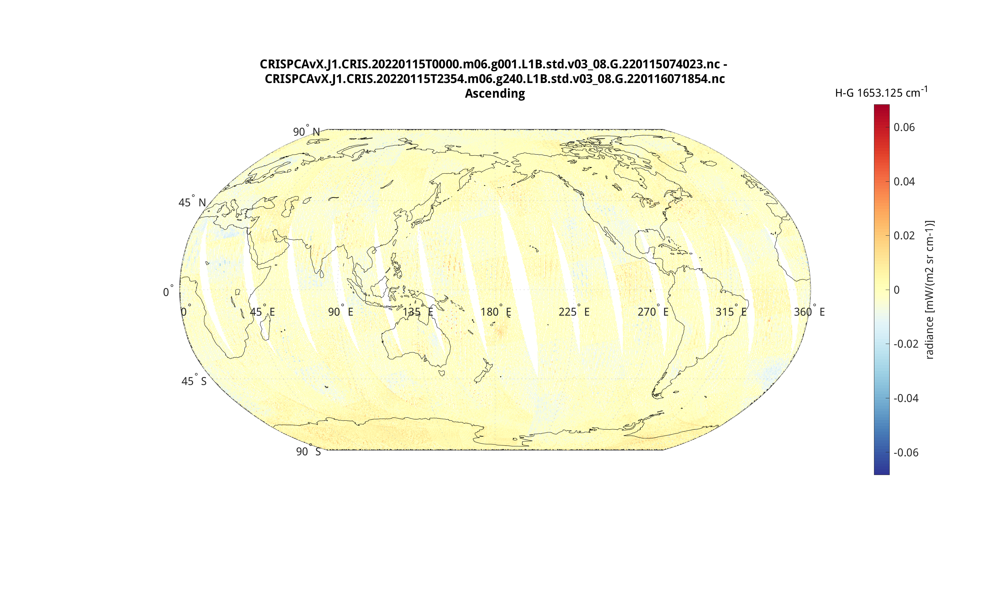 CRISPCAvX.J1.CRIS.20220115T0000.m06.g001.L1B.std.v03_08.G.220115074023.nc -
CRISPCAvX.J1.CRIS.20220115T2354.m06.g240.L1B.std.v03_08.G.220116071854.nc
Ascending
H-G 1653.125 cm-1
90° N
45° N
0°
45° S
90° S
0°
45° E
90° E
135° E
180° E
225° E
270° E
315° E
360° E
0.06
0.04
0.02
0
-0.02
-0.04
-0.06
radiance [mW/(m2 sr cm-1)]